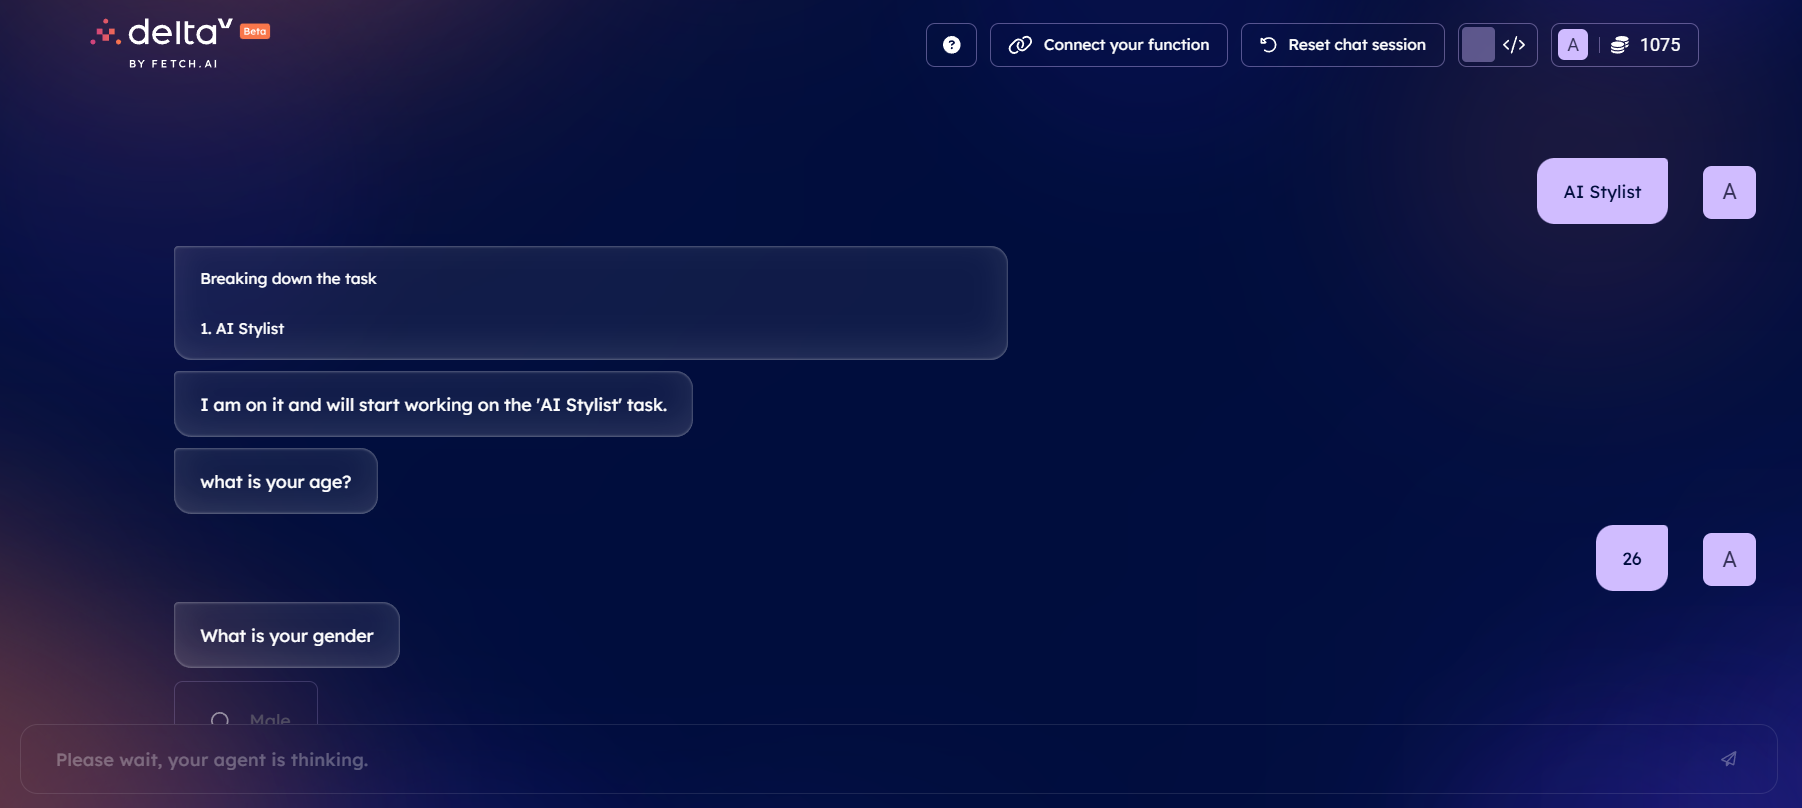 deltaV Beta
BY FETCH.AI
?
Connect your function
Reset chat session
</>
A
1075
AI Stylist
A
Breaking down the task
1. AI Stylist
I am on it and will start working on the 'AI Stylist' task.
what is your age?
26
A
What is your gender
Male
Please wait, your agent is thinking.